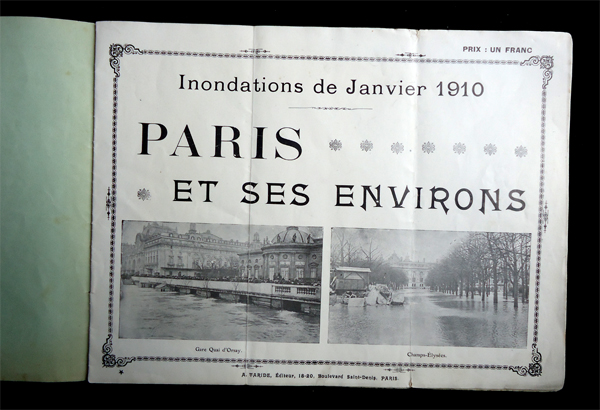 PRIX : UN FRANC
Inondations de Janvier 1910
PARIS
ET SES ENVIRONS
Gare Quai d'Orsay.
Champs-Élysées.
A. TARIDE, Éditeur, 18-20, Boulevard Saint-Denis, PARIS